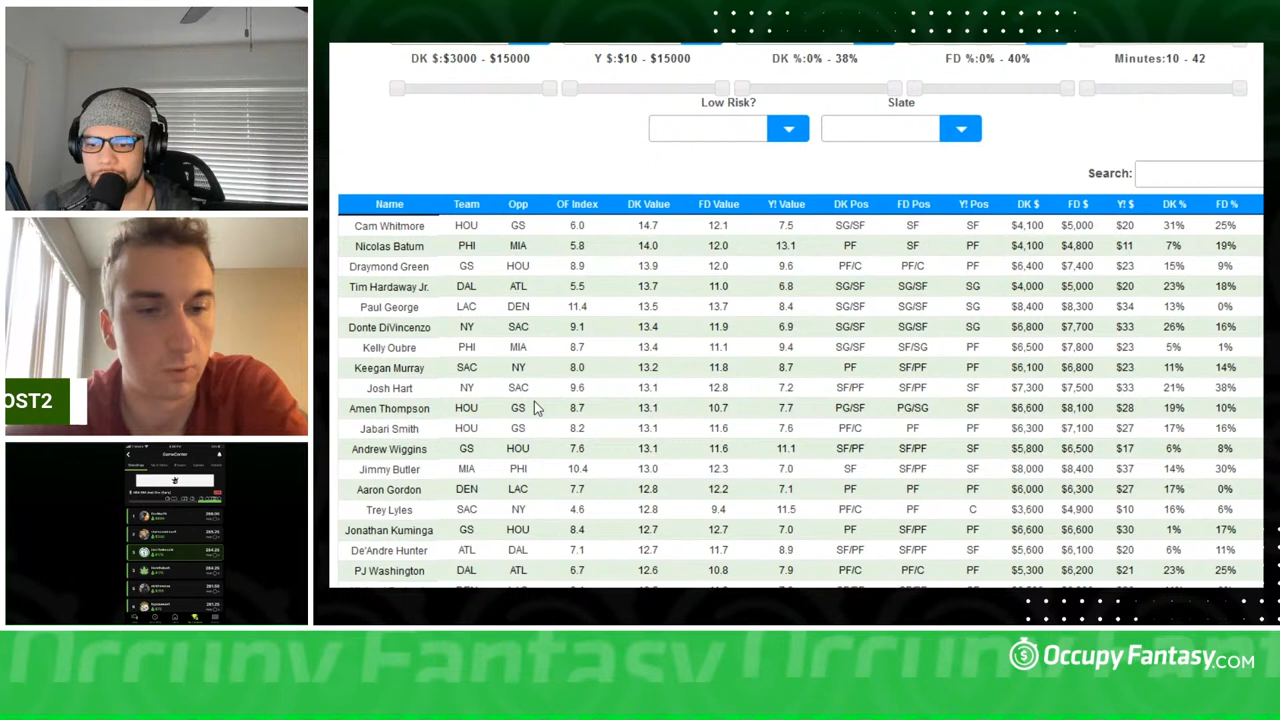 DK $:$3000 - $15000 Y $:$10 - $15000 DK %:0% - 38% FD %:0% - 40% Minutes:10 - 42
Low Risk? Slate
Search:
Name Team Opp OF Index DK Value FD Value Y! Value DK Pos FD Pos Y! Pos DK $ FD $ Y! $ DK % FD %
Cam Whitmore HOU GS 6.0 14.7 12.1 7.5 SG/SF SF SF $4,100 $5,000 $20 31% 25%
Nicolas Batum PHI MIA 5.8 14.0 12.0 13.1 PF SF PF $4,100 $4,800 $11 7% 19%
Draymond Green GS HOU 8.9 13.9 12.0 9.6 PF/C PF/C PF $6,400 $7,400 $23 15% 9%
Tim Hardaway Jr. DAL ATL 5.5 13.7 11.0 6.8 SG/SF SG/SF SG $4,000 $5,000 $20 23% 18%
Paul George LAC DEN 11.4 13.5 13.7 8.4 SG/SF SG/SF SG $8,400 $8,300 $34 13% 0%
Donte DiVincenzo NY SAC 9.1 13.4 11.9 6.9 SG/SF SG/SF SG $6,800 $7,700 $33 26% 16%
Kelly Oubre PHI MIA 8.7 13.4 11.1 9.4 SG/SF SF/SG PF $6,500 $7,800 $23 5% 1%
Keegan Murray SAC NY 8.0 13.2 11.8 8.7 PF SF/PF PF $6,100 $6,800 $23 11% 14%
Josh Hart NY SAC 9.6 13.1 12.8 7.2 SF/PF SF/PF SF $7,300 $7,500 $33 21% 38%
Amen Thompson HOU GS 8.7 13.1 10.7 7.7 PG/SF PG/SG SF $6,600 $8,100 $28 19% 10%
Jabari Smith HOU GS 8.2 13.1 11.6 7.6 PF/C PF PF $6,300 $7,100 $27 17% 16%
Andrew Wiggins GS HOU 7.6 13.1 11.6 11.1 SF/PF SF/PF SF $5,800 $6,500 $17 6% 8%
Jimmy Butler MIA PHI 10.4 13.0 12.3 7.0 SF/PF SF/PF SF $8,000 $8,400 $37 14% 30%
Aaron Gordon DEN LAC 7.7 12.8 12.2 7.1 PF PF PF $6,000 $6,300 $27 17% 0%
Trey Lyles SAC NY 4.6 12.8 9.4 11.5 PF/C PF C $3,600 $4,900 $10 16% 6%
Jonathan Kuminga GS HOU 8.4 12.7 12.7 7.0 SF/PF SF/PF PF $6,600 $6,600 $30 1% 17%
De'Andre Hunter ATL DAL 7.1 12.7 11.7 8.9 SF/PF SF/PF SF $5,600 $6,100 $20 6% 11%
PJ Washington DAL ATL 6.7 12.6 10.8 7.9 PF/C PF/C PF $5,300 $6,200 $21 23% 25%
OST2
GameCenter
Occupy Fantasy.COM